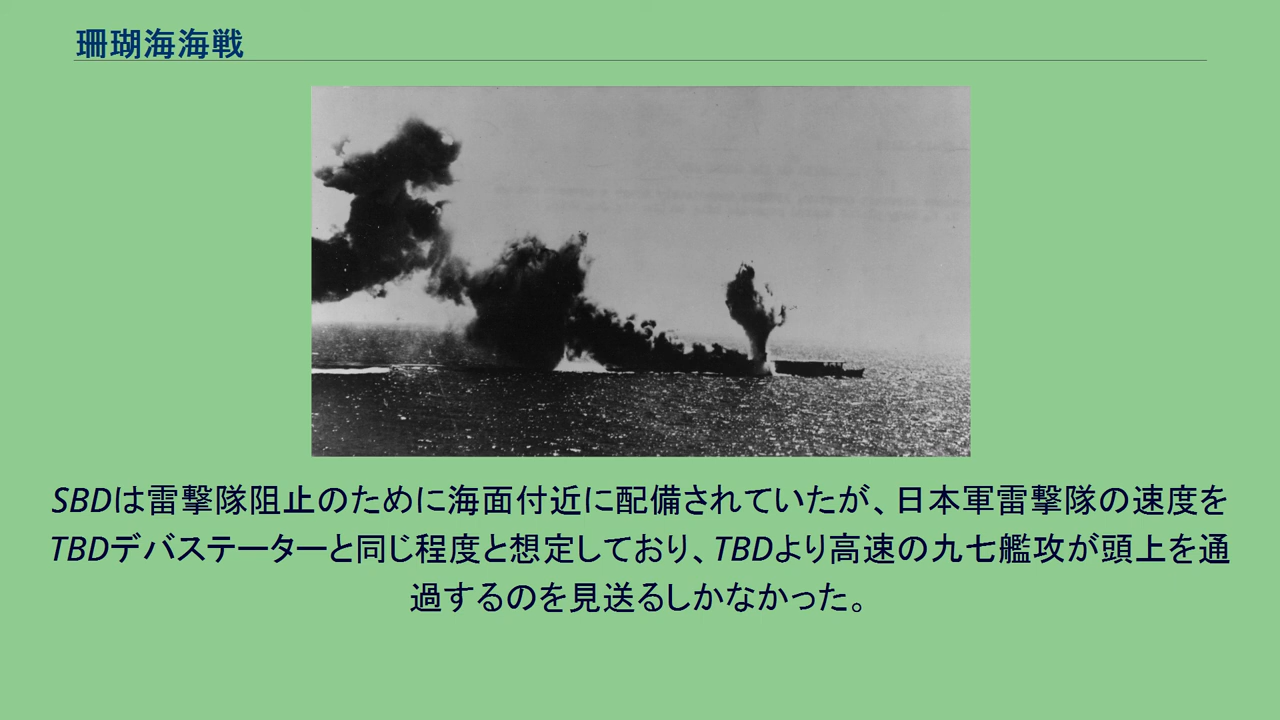 珊瑚海海戦
SBDは雷撃隊阻止のために海面付近に配備されていたが、日本軍雷撃隊の速度を
TBDデバステーターと同じ程度と想定しており、TBDより高速の九七艦攻が頭上を通
過するのを見送るしかなかった。